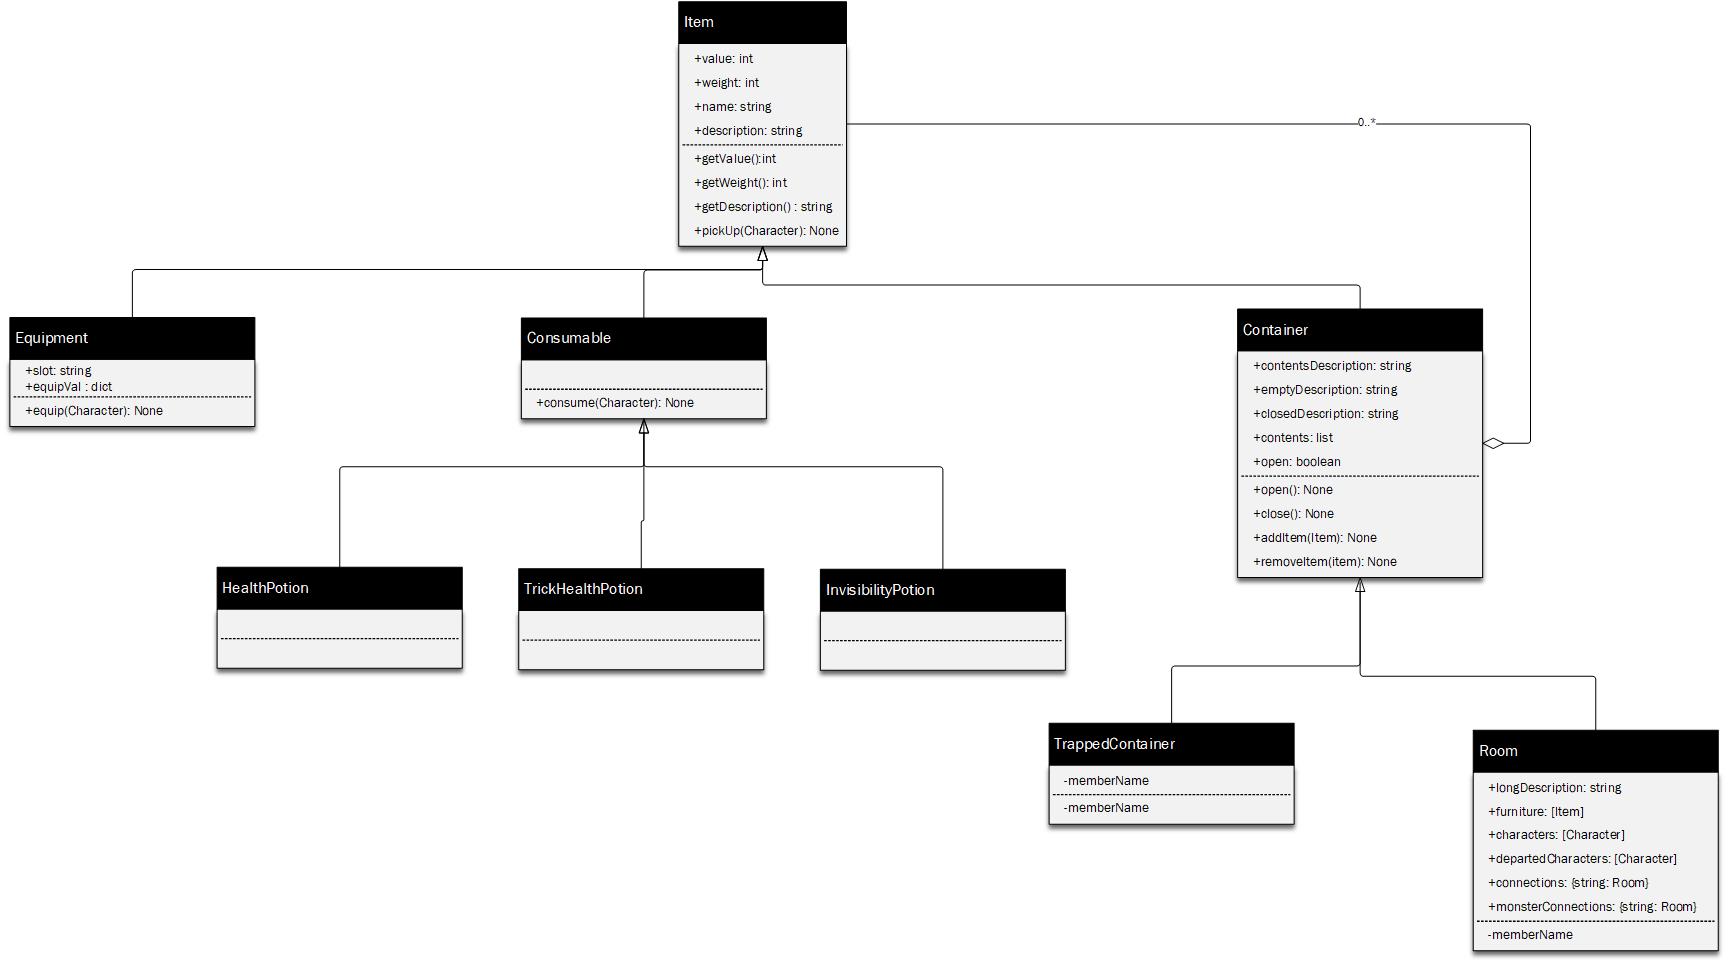 Item
+value: int
+weight: int
+name: string
+description: string
+getValue():int
+getWeight(): int
+getDescription() : string
+pickUp(Character): None
0..*
Equipment
+slot: string
+equipVal : dict
+equip(Character): None
Consumable
+consume(Character): None
Container
+contentsDescription: string
+emptyDescription: string
+closedDescription: string
+contents: list
+open: boolean
+open(): None
+close(): None
+addItem(Item): None
+removeItem(item): None
HealthPotion
TrickHealthPotion
InvisibilityPotion
TrappedContainer
-memberName
-memberName
Room
+longDescription: string
+furniture: [Item]
+characters: [Character]
+departedCharacters: [Character]
+connections: {string: Room}
+monsterConnections: {string: Room}
-memberName